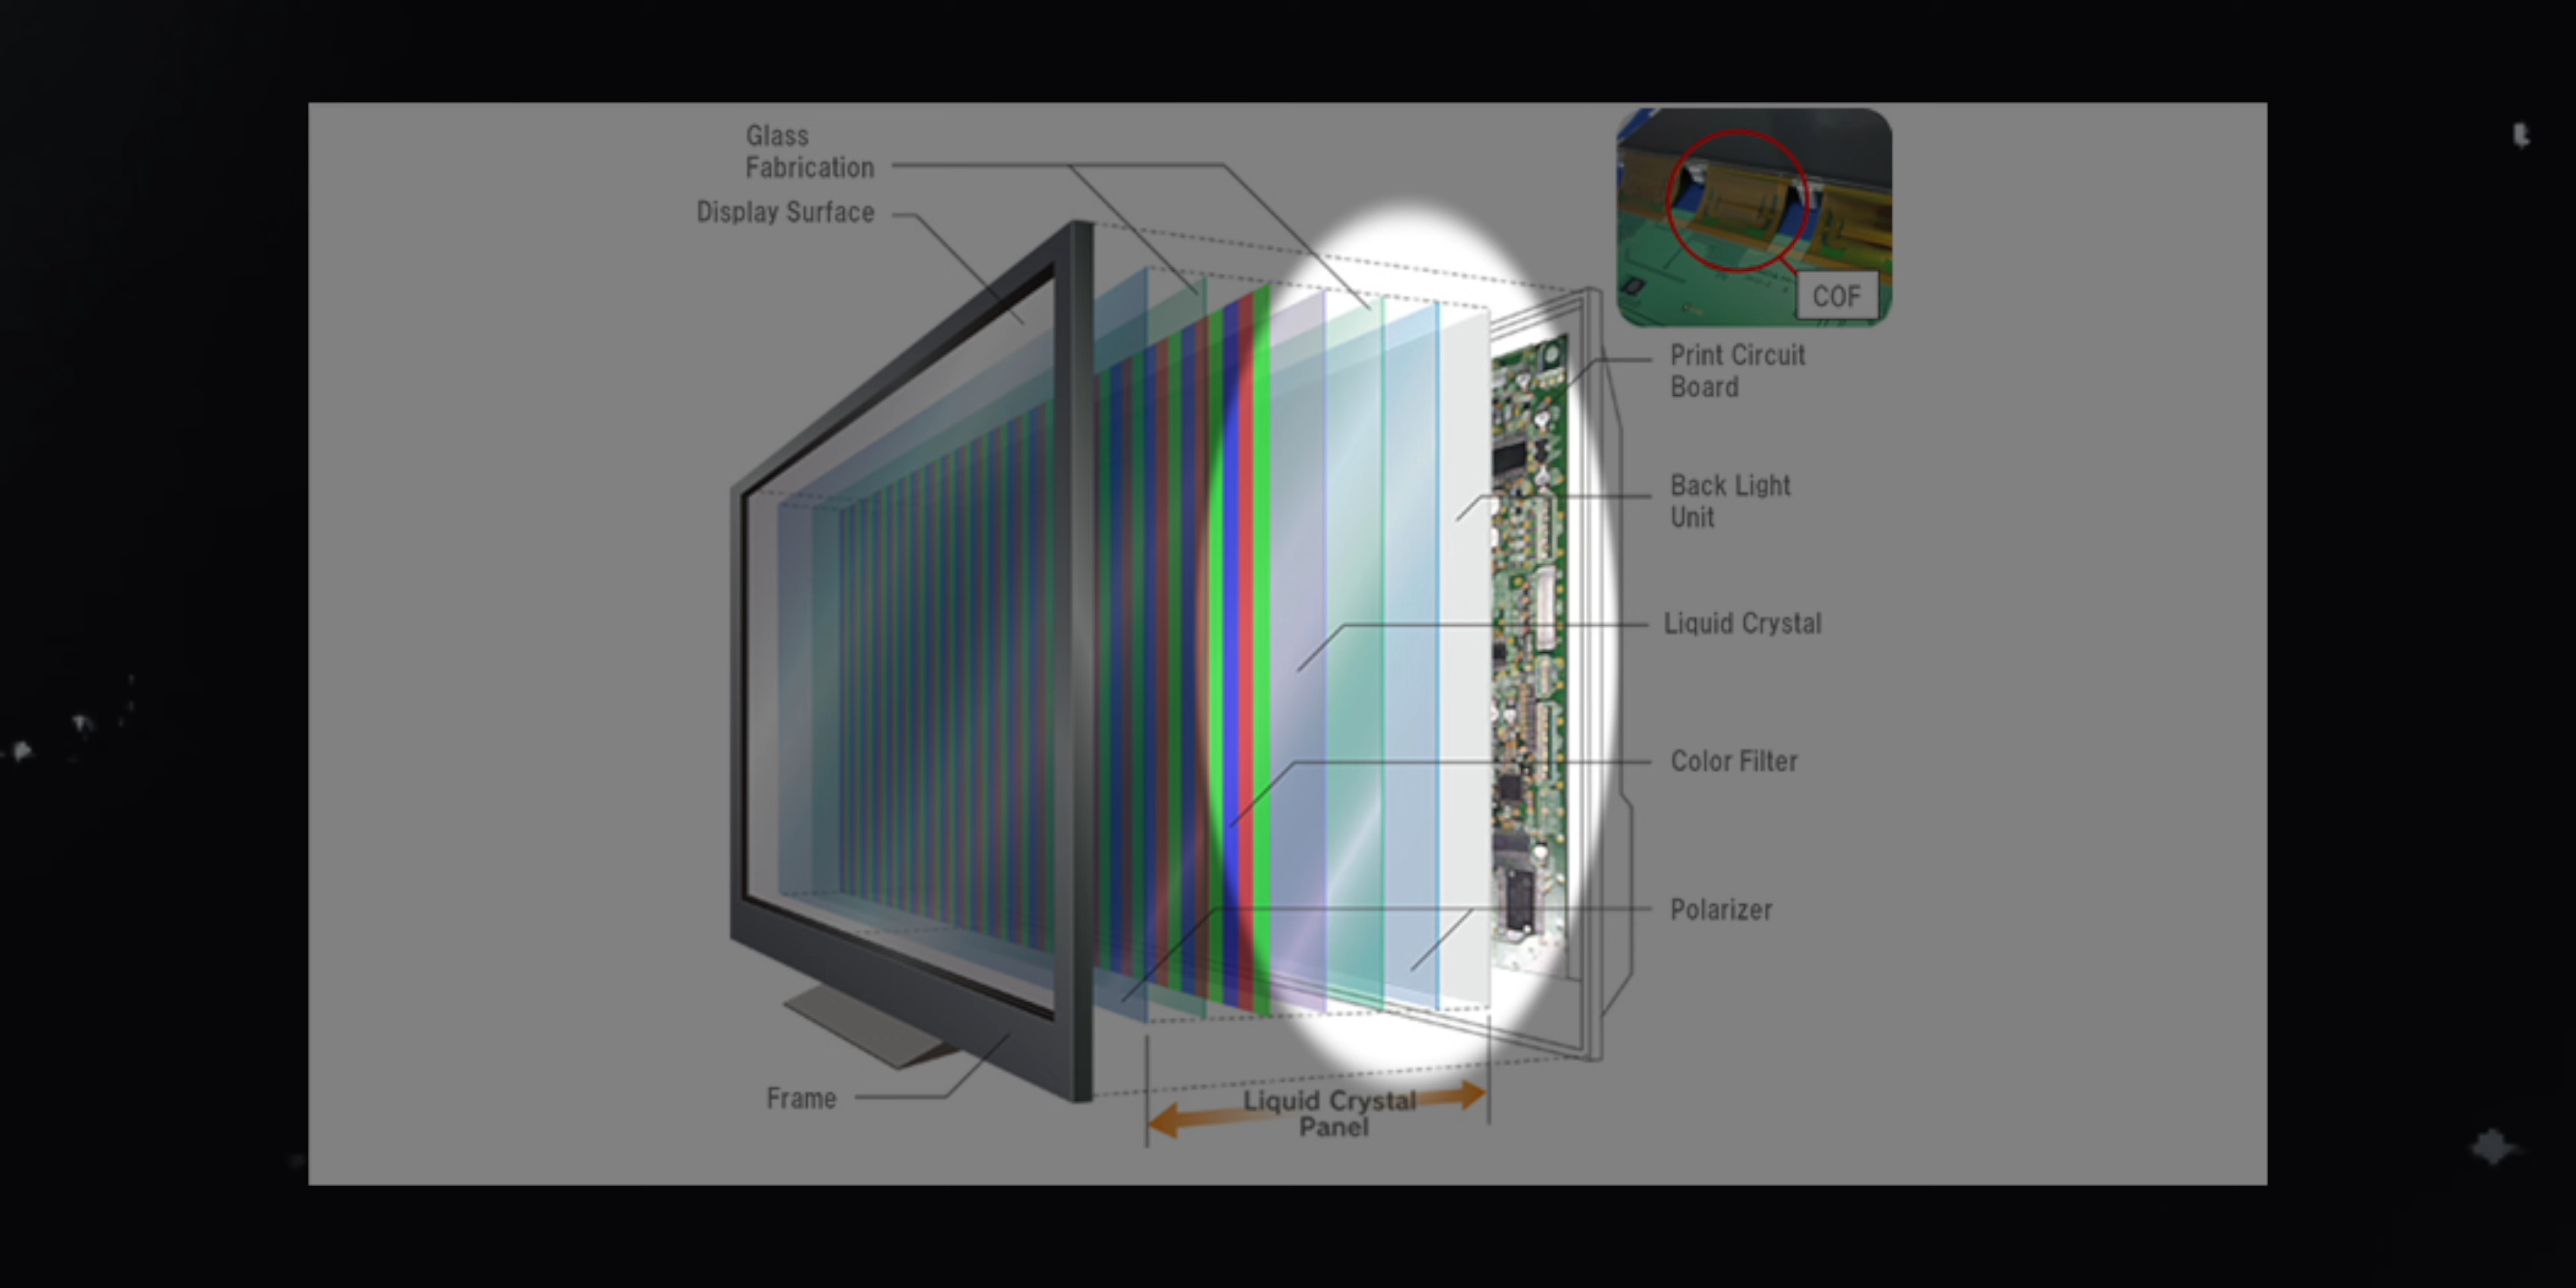 Glass
Fabrication
Display Surface
COF
Print Circuit
Board
Back Light
Unit
Liquid Crystal
Color Filter
Polarizer
Frame
Liquid Crystal
Panel